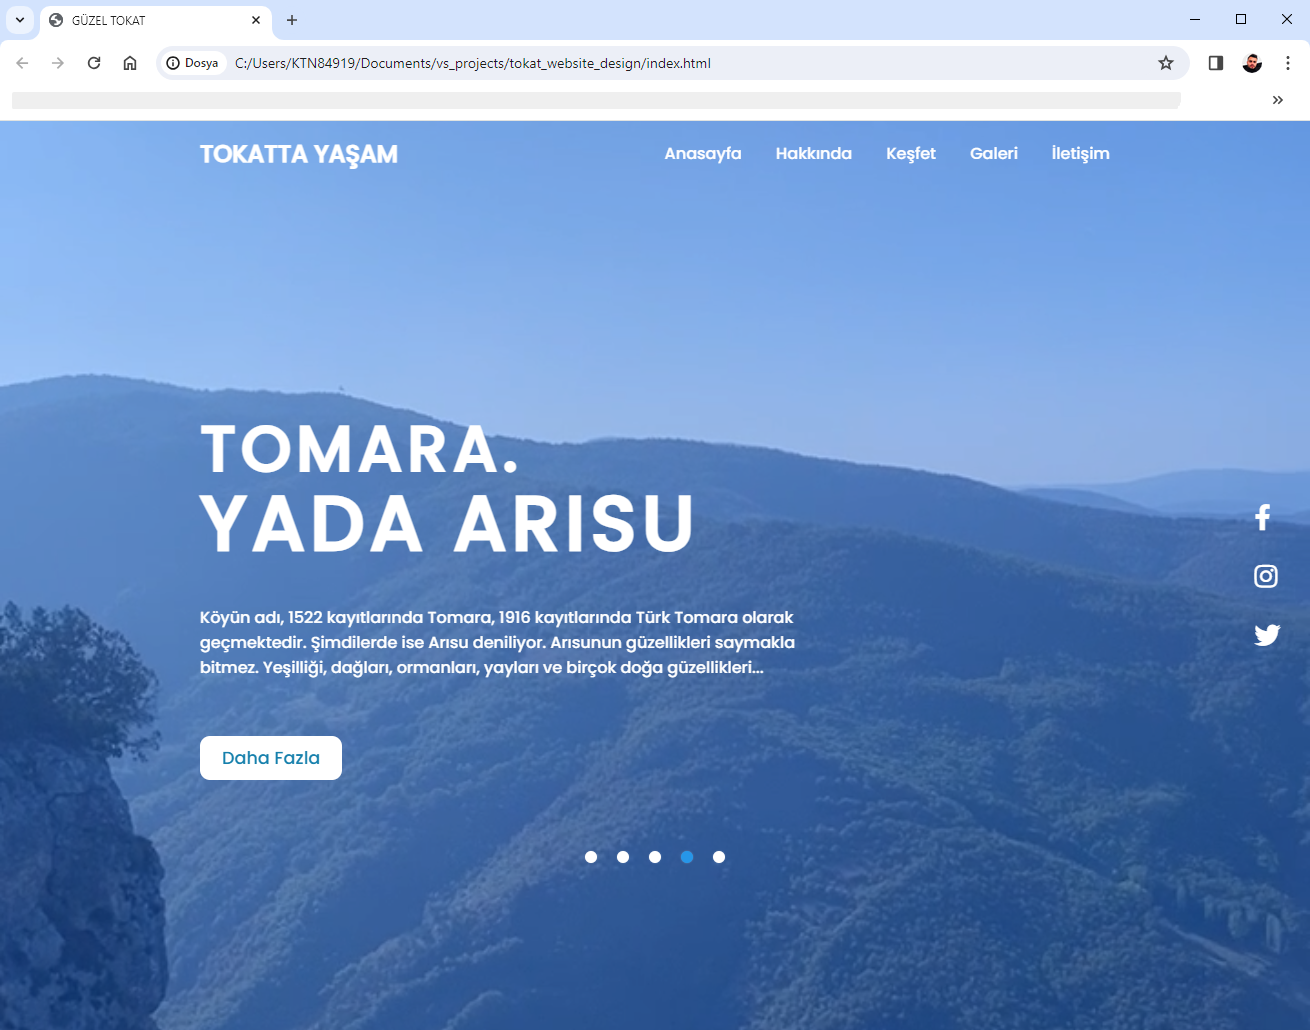 GÜZEL TOKAT
Dosya
C:/Users/KTN84919/Documents/vs_projects/tokat_website_design/index.html
TOKATTA YAŞAM
Anasayfa
Hakkında
Keşfet
Galeri
İletişim
TOMARA.
YADA ARISU
Köyün adı, 1522 kayıtlarında Tomara, 1916 kayıtlarında Türk Tomara olarak
geçmektedir. Şimdilerde ise Arısu deniliyor. Arısunun güzellikleri saymakla
bitmez. Yeşilliği, dağları, ormanları, yayları ve birçok doğa güzellikleri...
Daha Fazla